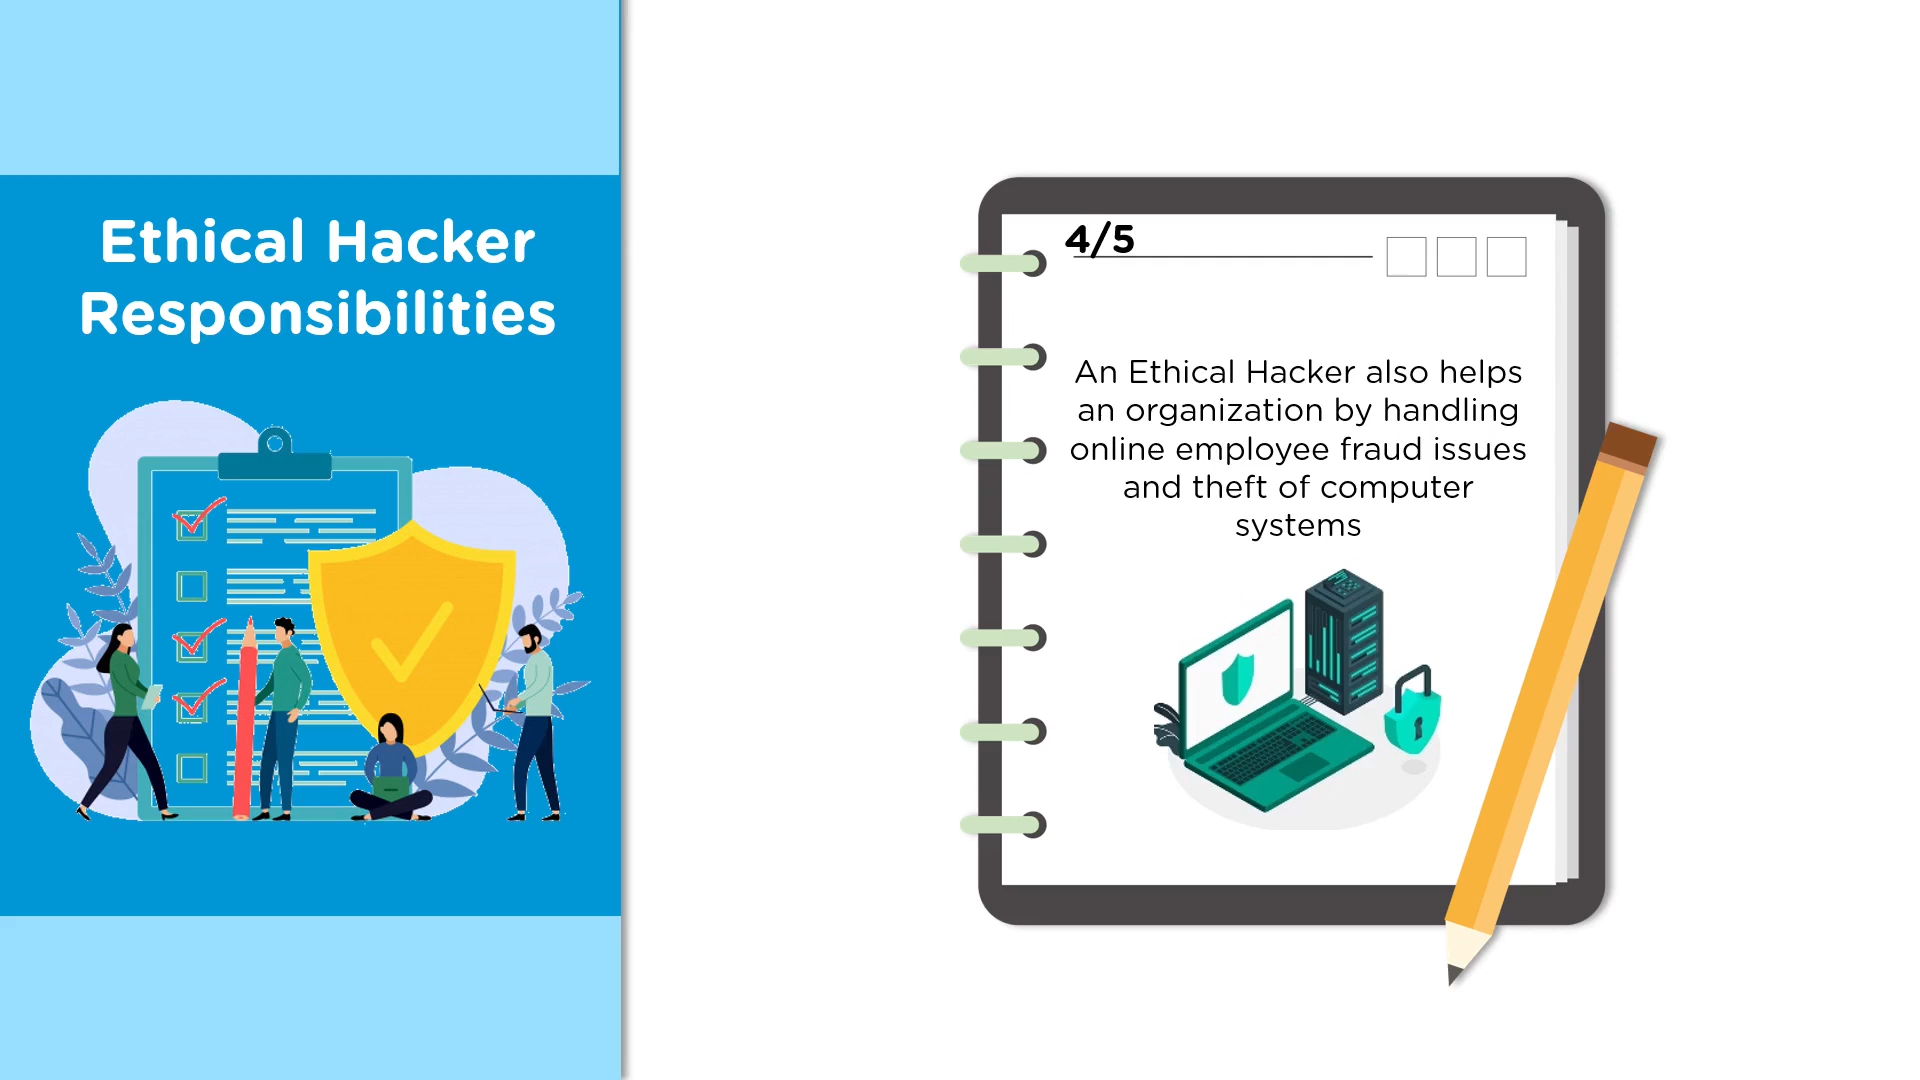 Ethical Hacker
Responsibilities
4/5
An Ethical Hacker also helps
an organization by handling
online employee fraud issues
and theft of computer
systems